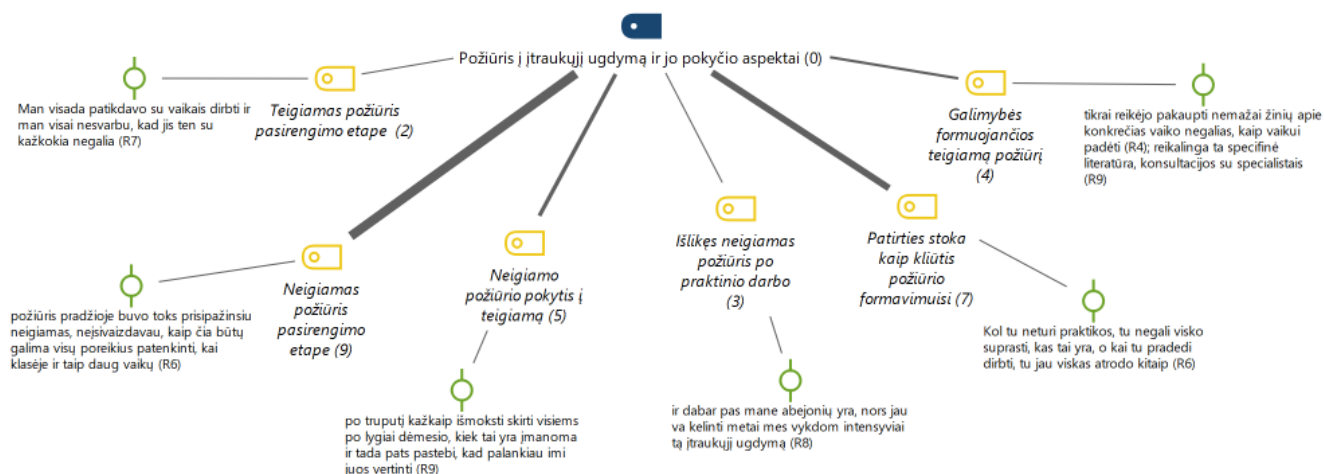 Požiūris į įtraukųjį ugdymą ir jo pokyčio aspektai (0)
Teigiamas požiūris
pasirengimo etape (2)
Man visada patikdavo su vaikais dirbti ir
man visai nesvarbu, kad jis ten su
kažkokia negalia (R7)
Galimybės
formuojančios
teigiamą požiūrį
(4)
tikrai reikėjo pakaupti nemažai žinių apie
konkrečias vaiko negalias, kaip vaikui
padėti (R4); reikalinga ta specifinė
literatūra, konsultacijos su specialistais
(R9)
Neigiamas
požiūris
pasirengimo
etape (9)
požiūris pradžioje buvo toks prisipažinsiu
neigiamas, neįsivaizdavau, kaip čia būtų
galima visų poreikius patenkinti, kai
klasėje ir taip daug vaikų (R6)
Neigiamo
požiūrio pokytis į
teigiamą (5)
po truputį kažkaip išmoksti skirti visiems
po lygiai dėmesio, kiek tai yra įmanoma
ir tada pats pastebi, kad palankiau imi
juos vertinti (R9)
Išlikęs neigiamas
požiūris po
praktinio darbo
(3)
ir dabar pas mane abejonių yra, nors jau
va kelinti metai mes vykdom intensyviai
tą įtraukųjį ugdymą (R8)
Patirties stoka
kaip kliūtis
požiūrio
formavimuisi (7)
Kol tu neturi praktikos, tu negali visko
suprasti, kas tai yra, o kai tu pradedi
dirbti, tu jau viskas atrodo kitaip (R6)